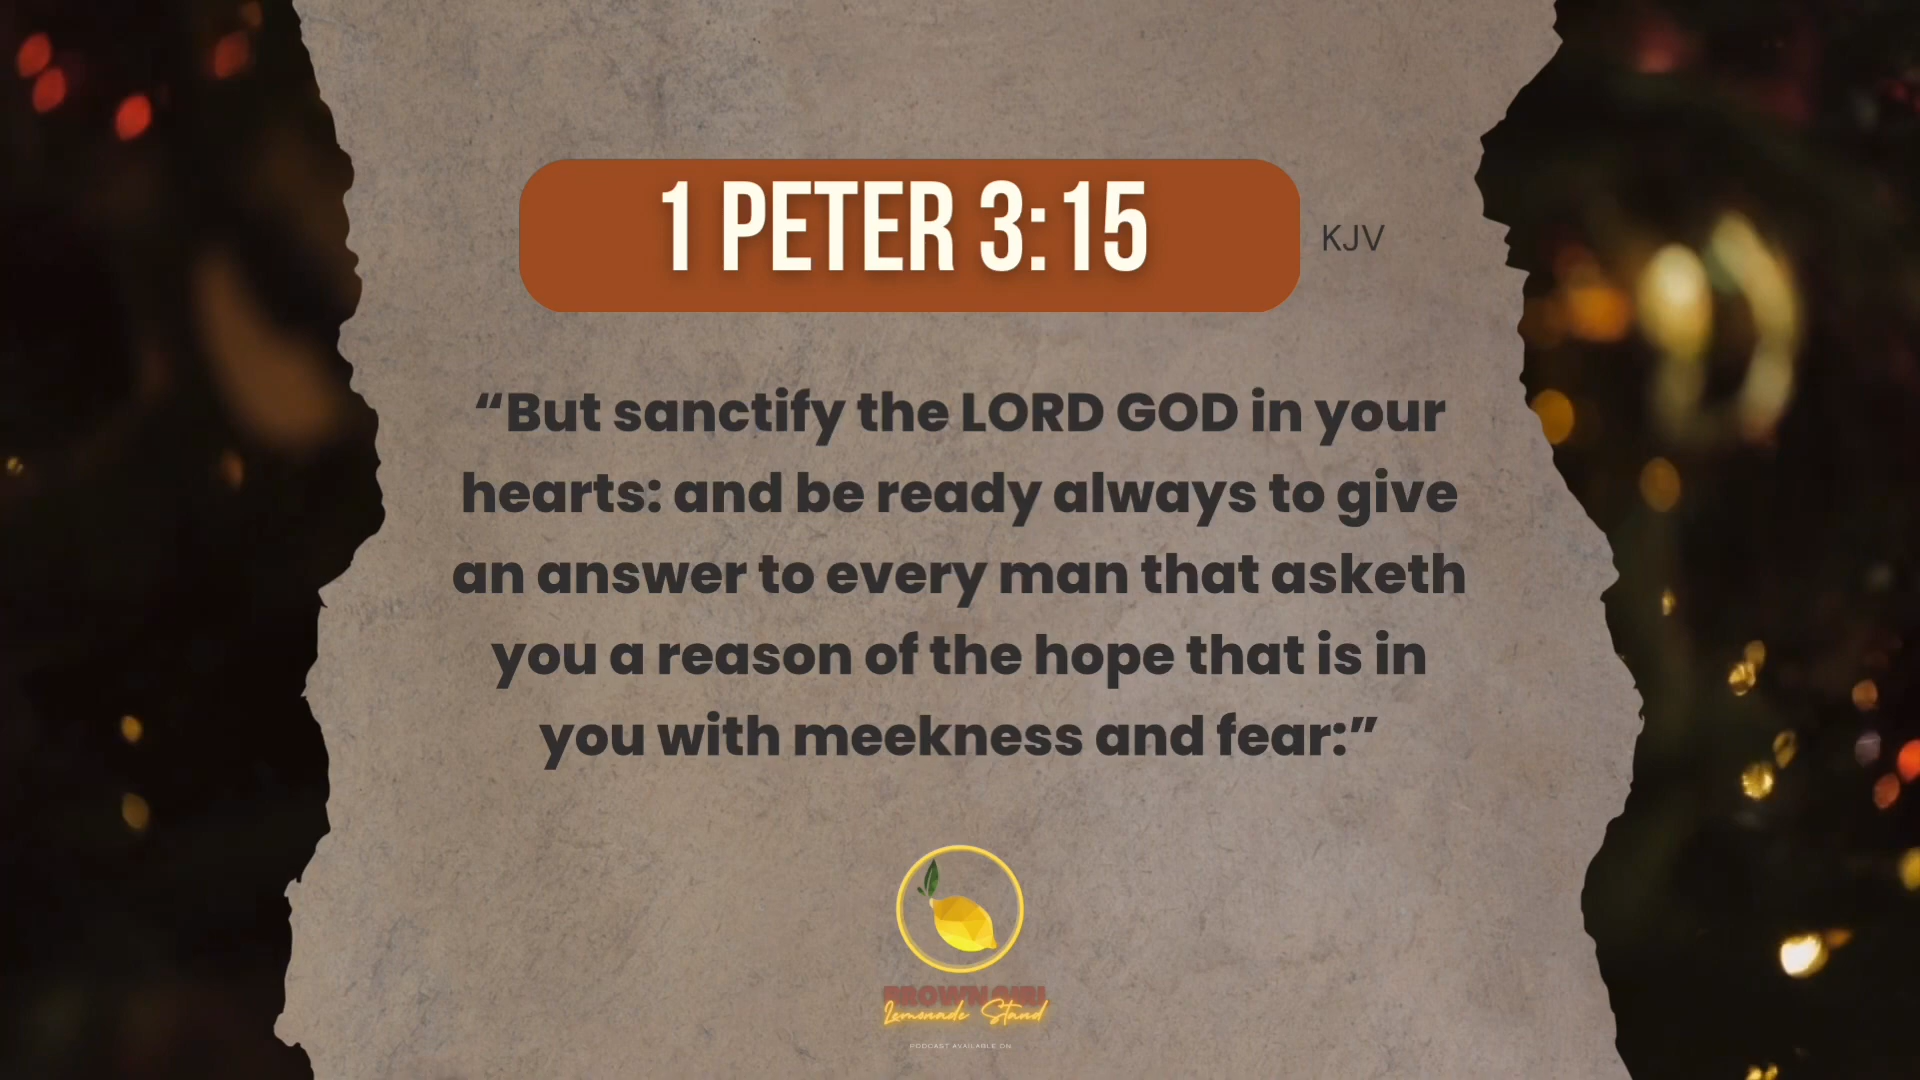 1 PETER 3:15
KJV
“But sanctify the LORD GOD in your
hearts: and be ready always to give
an answer to every man that asketh
you a reason of the hope that is in
you with meekness and fear:”
BROWN GIRL
Lemonade Stand
PODCAST AVAILABLE ON